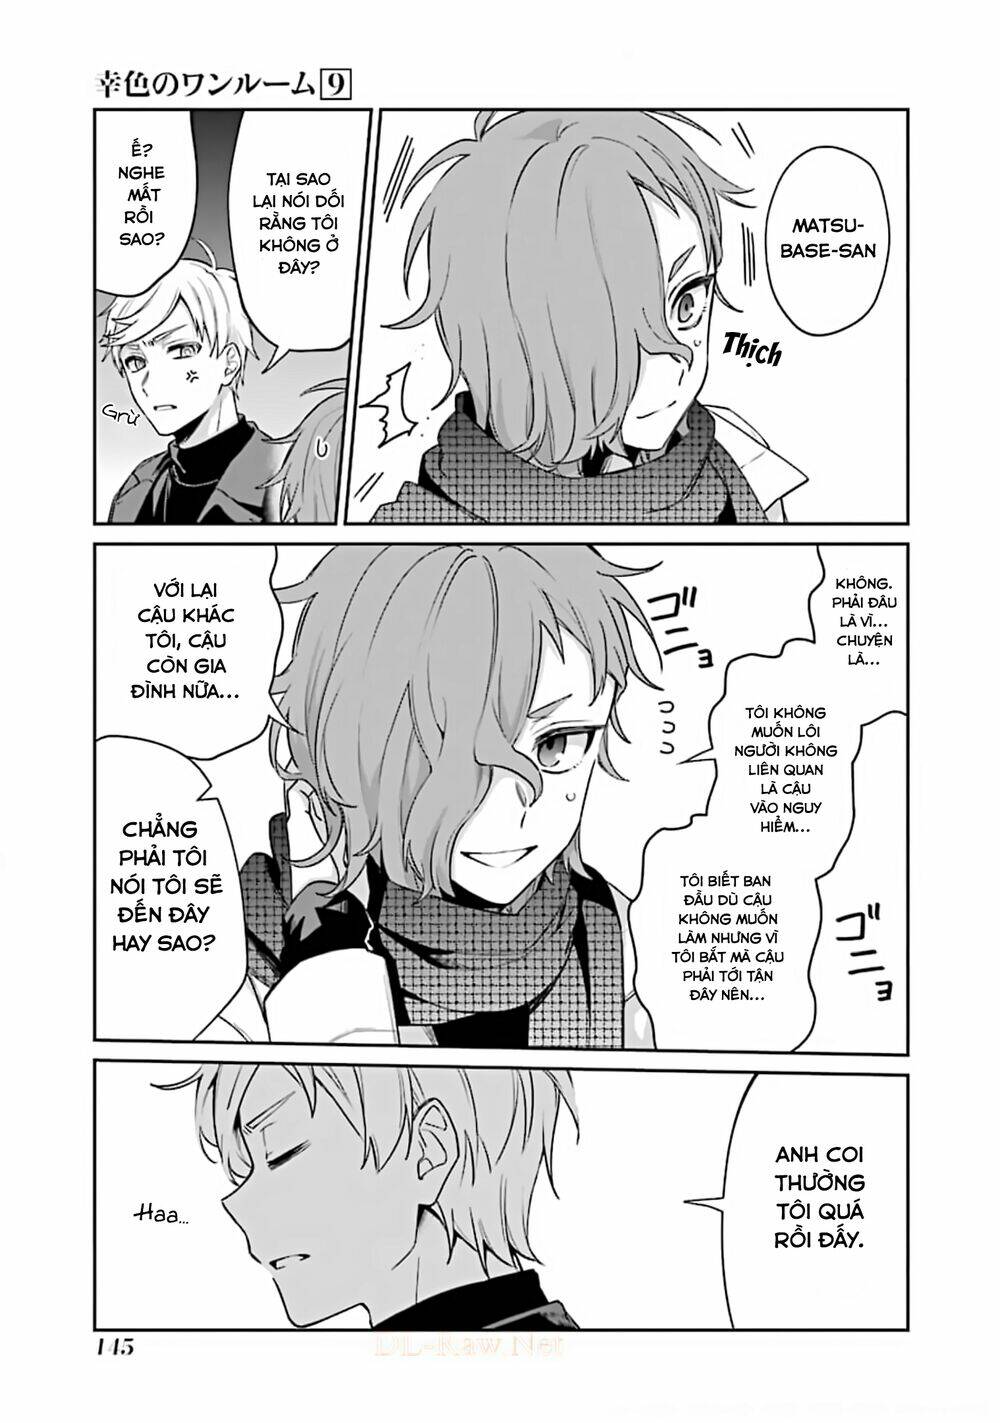 幸色のワンルーム 9
MATSU-
BASE-SAN
Thịch
TẠI SAO
LẠI NÓI DỐI
RẰNG TÔI
KHÔNG Ở
ĐÂY?
Ế?
NGHE
MẤT
RỒI
SAO?
Grừ
KHÔNG.
PHẢI ĐÂU
LÀ VÌ...
CHUYỆN
LÀ...
ゴニョ
TÔI KHÔNG
MUỐN LÔI
NGƯỜI KHÔNG
LIÊN QUAN
LÀ CẬU
VÀO NGUY
HIỂM...
TÔI BIẾT BAN
ĐẦU DÙ CẬU
KHÔNG MUỐN
LÀM NHƯNG VÌ
TÔI BẮT MÀ CẬU
PHẢI TỚI TẬN
ĐÂY NÊN...
ゴニョ
VỚI LẠI
CẬU KHÁC
TÔI, CẬU
CÒN GIA
ĐÌNH NỮA...
CHẲNG
PHẢI TÔI
NÓI TÔI SẼ
ĐẾN ĐÂY
HAY SAO?
ANH COI
THƯỜNG
TÔI QUÁ
RỒI ĐẤY.
Haa...
145
DL-Raw.Net